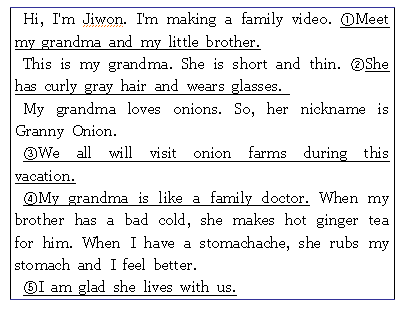 Hi, I'm Jiwon. I'm making a family video. ①Meet
my grandma and my little brother.
This is my grandma. She is short and thin. ②She
has curly gray hair and wears glasses.
My grandma loves onions. So, her nickname is
Granny Onion.
③We all will visit onion farms during this
vacation.
④My grandma is like a family doctor. When my
brother has a bad cold, she makes hot ginger tea
for him. When I have a stomachache, she rubs my
stomach and I feel better.
⑤I am glad she lives with us.